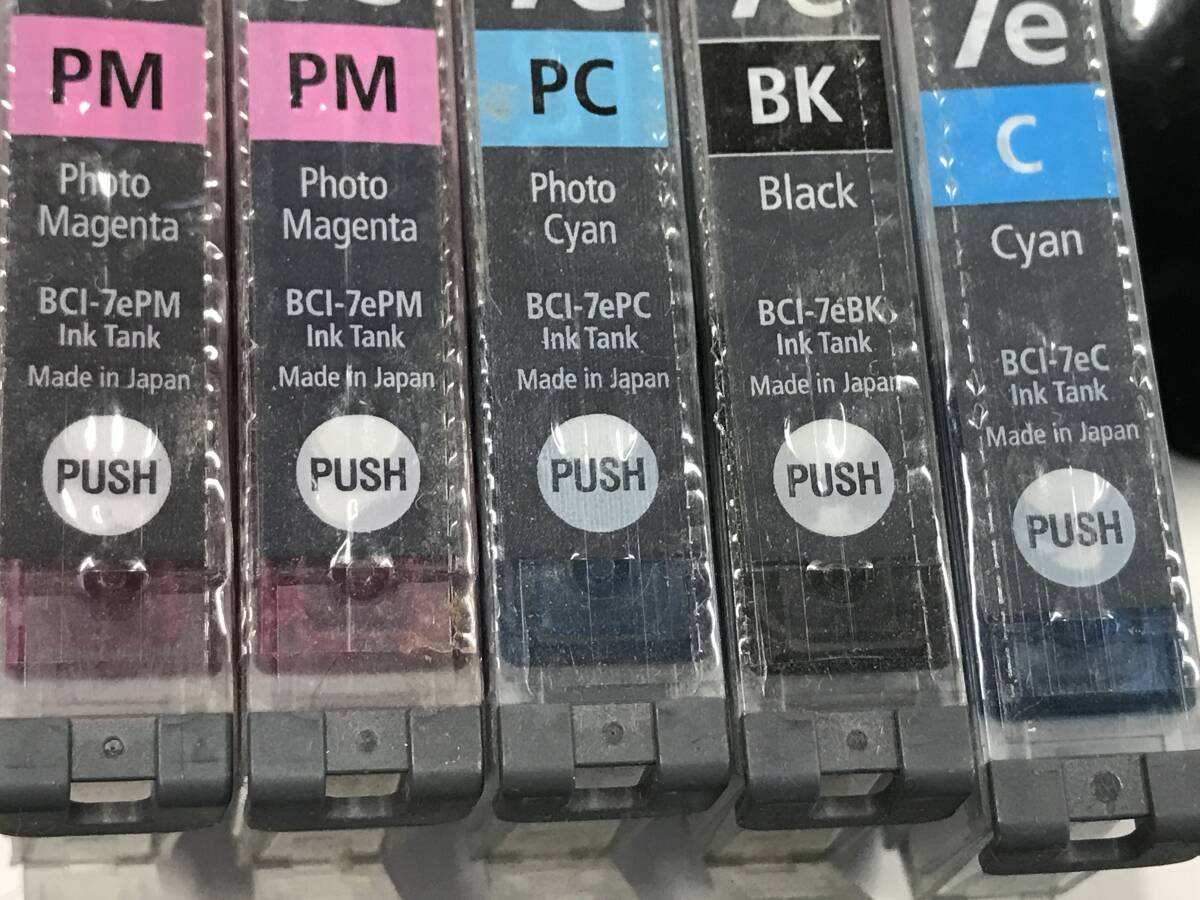 PM
Photo
Magenta
BCI-7ePM
Ink Tank
Made in Japan
PUSH
PM
Photo
Magenta
BCI-7ePM
Ink Tank
Made in Japan
PUSH
7e
PC
Photo
Cyan
BCI-7ePC
Ink Tank
Made in Japan
PUSH
7e
BK
Black
BCI-7eBK
Ink Tank
Made in Japan
PUSH
7e
C
Cyan
BCI-7eC
Ink Tank
Made in Japan
PUSH